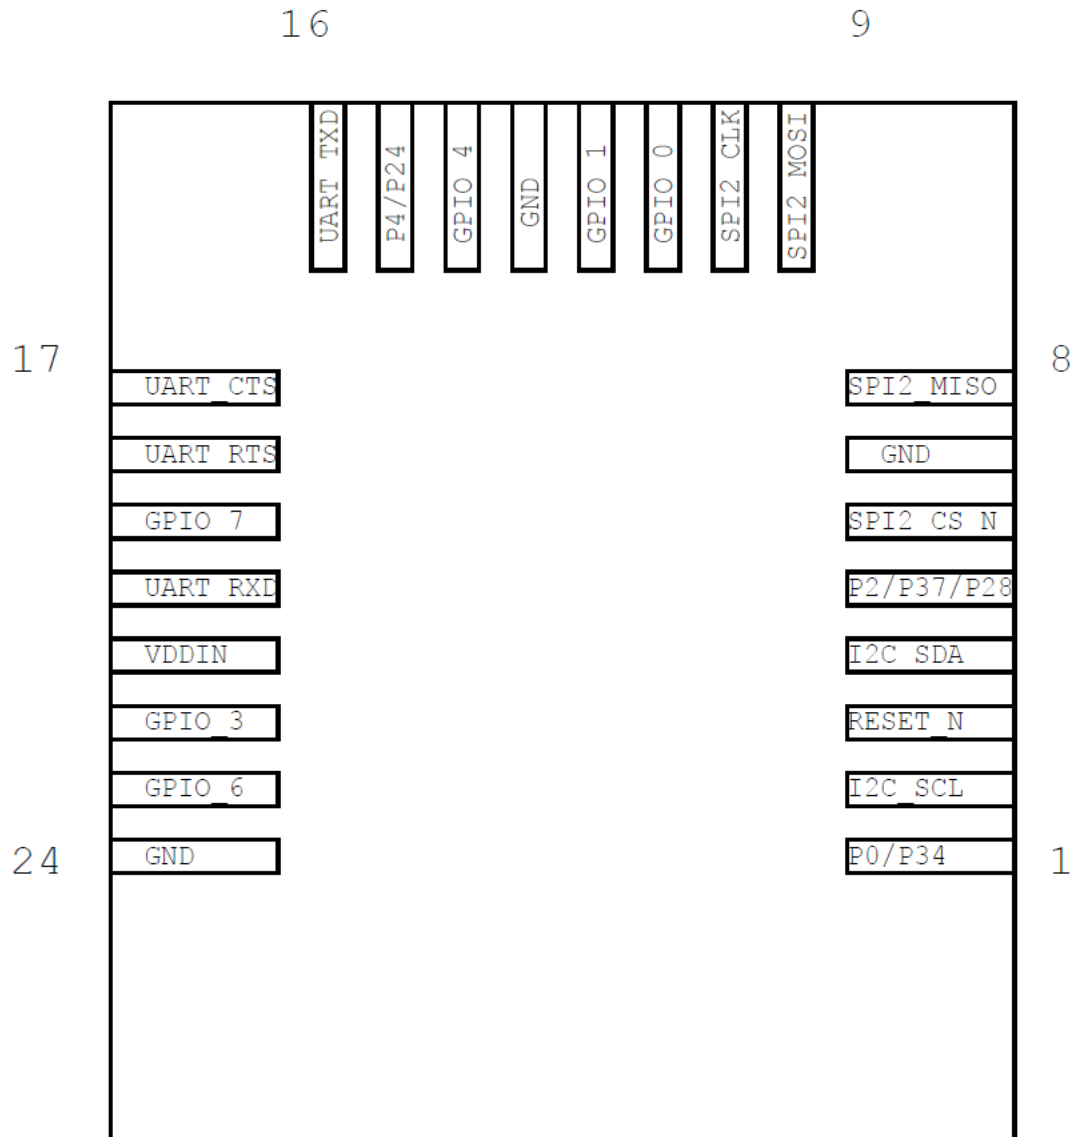 16
9
UART TXD
P4/P24
GPIO 4
GND
GPIO 1
GPIO 0
SPI2 CLK
SPI2 MOSI
17
8
UART_CTS
SPI2_MISO
UART RTS
GND
GPIO 7
SPI2 CS N
UART RXD
P2/P37/P28
VDDIN
I2C SDA
GPIO_3
RESET_N
GPIO_6
I2C_SCL
24
GND
P0/P34
1